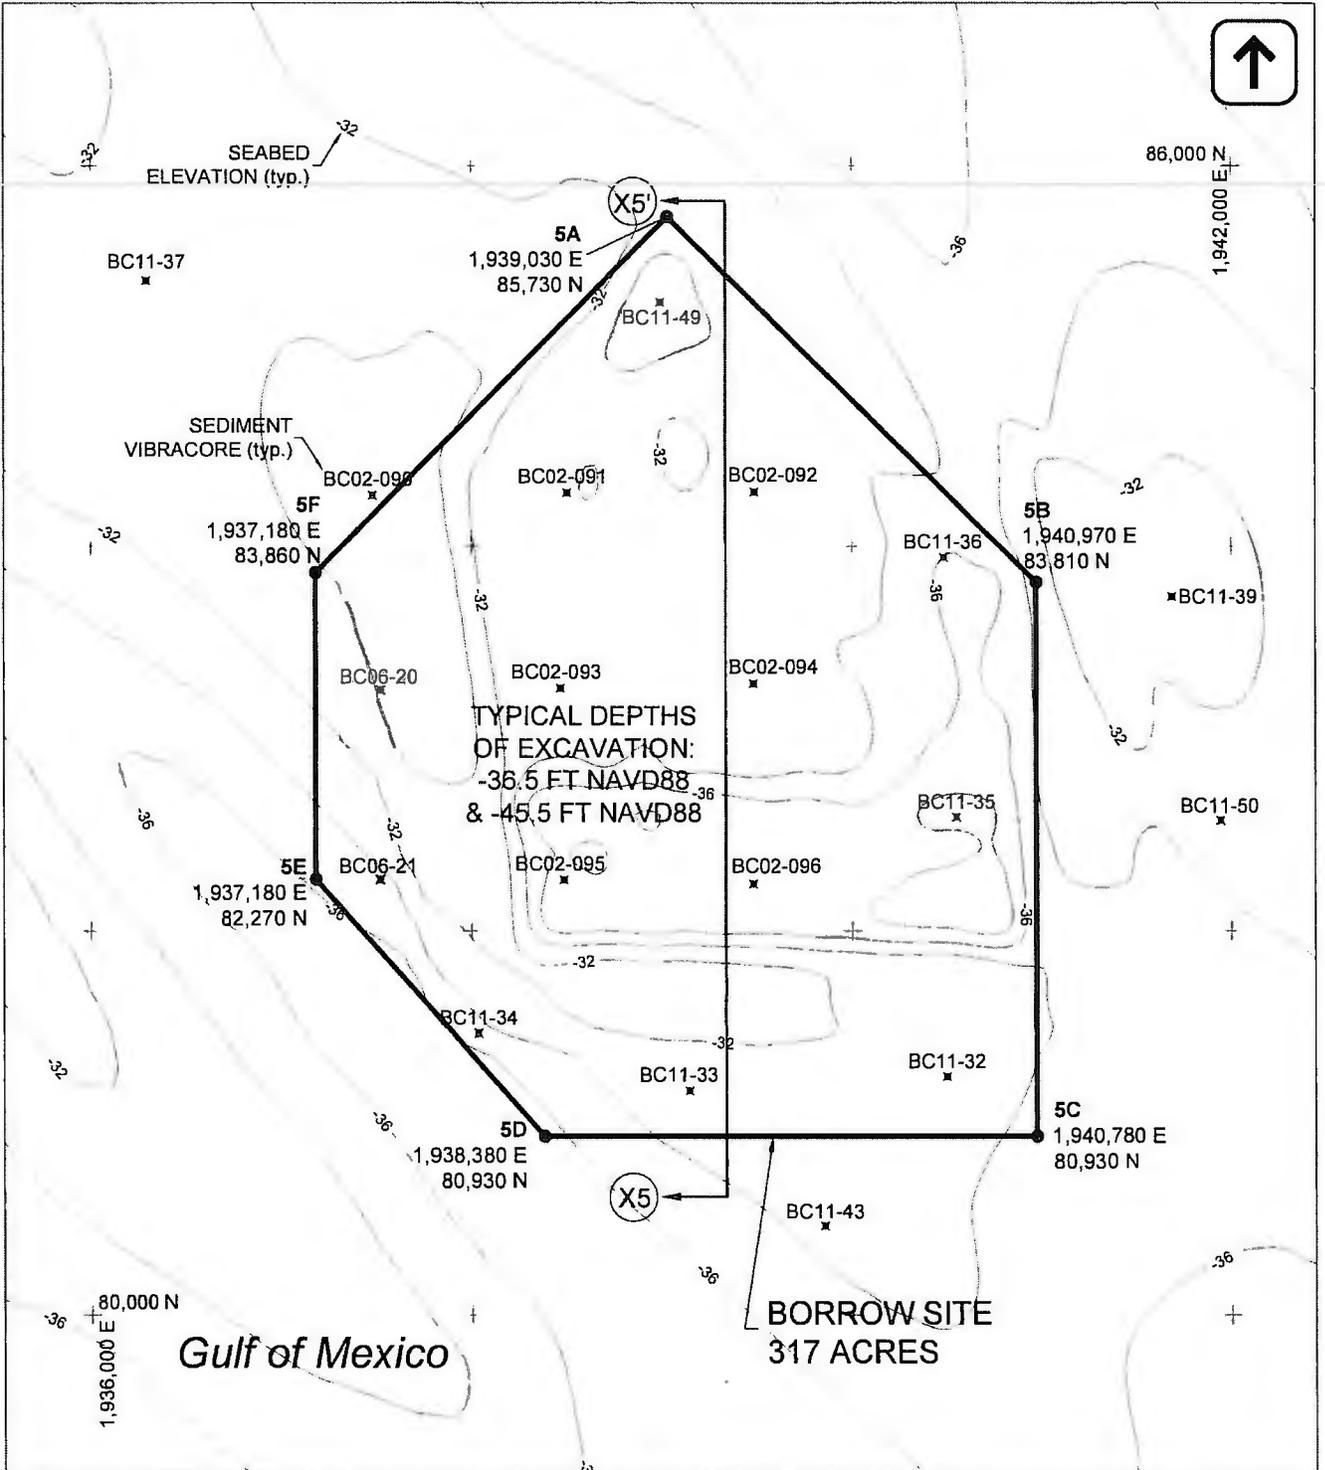 -32
-32
SEABED
ELEVATION (typ.)
86,000 N
1,942,000 E
X5'
5A
1,939,030 E
85,730 N
-36
BC11-37
-32
BC11-49
SEDIMENT
VIBRACORE (typ.)
-32
BC02-090
BC02-091
BC02-092
-32
5F
1,937,180 E
83,860 N
-32
5B
1,940,970 E
83,810 N
BC11-36
-36
BC11-39
-32
BC06-20
BC02-093
BC02-094
TYPICAL DEPTHS
OF EXCAVATION:
-36.5 FT NAVD88
& -45.5 FT NAVD88
-32
-36
-36
BC11-35
BC11-50
-32
5E
1,937,180 E
82,270 N
BC06-21
BC02-095
BC02-096
-36
-36
-32
BC11-34
-32
-32
BC11-33
BC11-32
-36
5D
1,938,380 E
80,930 N
5C
1,940,780 E
80,930 N
X5
BC11-43
-36
-36
-36
80,000 N
1,936,000 E
Gulf of Mexico
BORROW SITE
317 ACRES